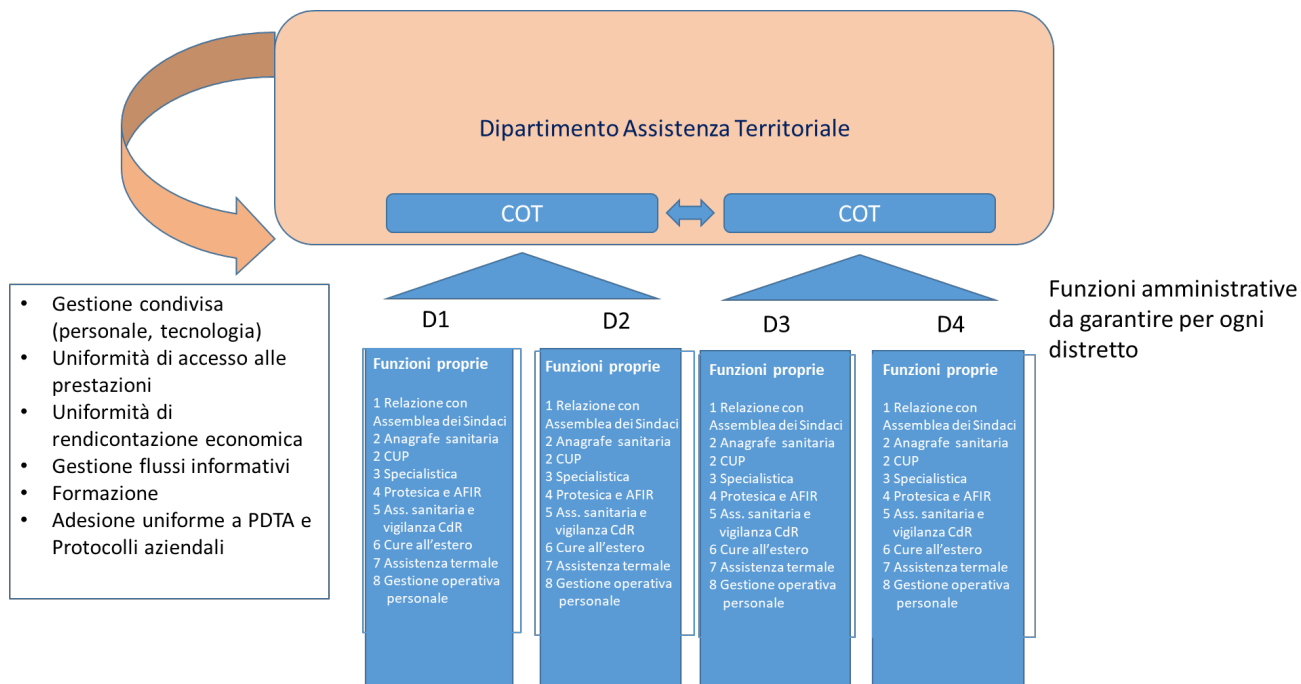 Dipartimento Assistenza Territoriale
COT
COT
• Gestione condivisa
(personale, tecnologia)
• Uniformità di accesso alle
prestazioni
• Uniformità di
rendicontazione economica
• Gestione flussi informativi
• Formazione
• Adesione uniforme a PDTA e
Protocolli aziendali
D1
D2
D3
D4
Funzioni amministrative
da garantire per ogni
distretto
Funzioni proprie
1 Relazione con
Assemblea dei Sindaci
2 Anagrafe sanitaria
2 CUP
3 Specialistica
4 Protesica e AFIR
5 Ass. sanitaria e
vigilanza CdR
6 Cure all'estero
7 Assistenza termale
8 Gestione operativa
personale
Funzioni proprie
1 Relazione con
Assemblea dei Sindaci
2 Anagrafe sanitaria
2 CUP
3 Specialistica
4 Protesica e AFIR
5 Ass. sanitaria e
vigilanza CdR
6 Cure all'estero
7 Assistenza termale
8 Gestione operativa
personale
Funzioni proprie
1 Relazione con
Assemblea dei Sindaci
2 Anagrafe sanitaria
2 CUP
3 Specialistica
4 Protesica e AFIR
5 Ass. sanitaria e
vigilanza CdR
6 Cure all'estero
7 Assistenza termale
8 Gestione operativa
personale
Funzioni proprie
1 Relazione con
Assemblea dei Sindaci
2 Anagrafe sanitaria
2 CUP
3 Specialistica
4 Protesica e AFIR
5 Ass. sanitaria e
vigilanza CdR
6 Cure all'estero
7 Assistenza termale
8 Gestione operativa
personale